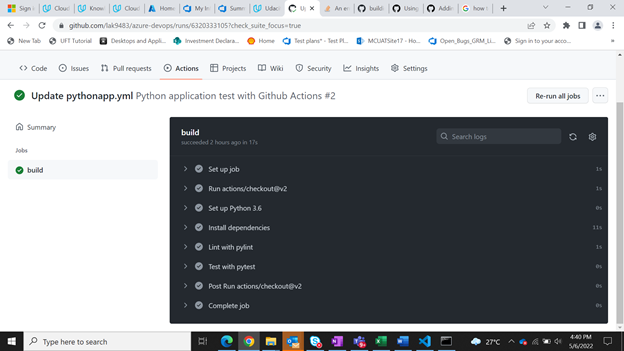 Sign i
Cloud
Know
Cloud
Home
My In
Summ
Udac
Up
An er
build
Using
Addin
how t
github.com/lak9483/azure-devops/runs/6320333105?check_suite_focus=true
New Tab
UFT Tutorial
Desktop and Appli...
Investment Declara...
Home
Test plans* - Test Pl...
MCUATSite17 - Ho...
Open_Bugs_GRM_Li...
Sign in to your acco...
Code
Issues
Pull requests
Actions
Projects
Wiki
Security
Insights
Settings
Update pythonapp.yml Python application test with Github Actions #2
Re-run all jobs
Summary
Jobs
build
build
succeeded 2 hours ago in 17s
Search logs
Set up job 1s
Run actions/checkout@v2 1s
Set up Python 3.6 0s
Install dependencies 11s
Lint with pylint 1s
Test with pytest 0s
Post Run actions/checkout@v2 0s
Complete job 0s
Type here to search
27°C
4:40 PM
5/6/2022